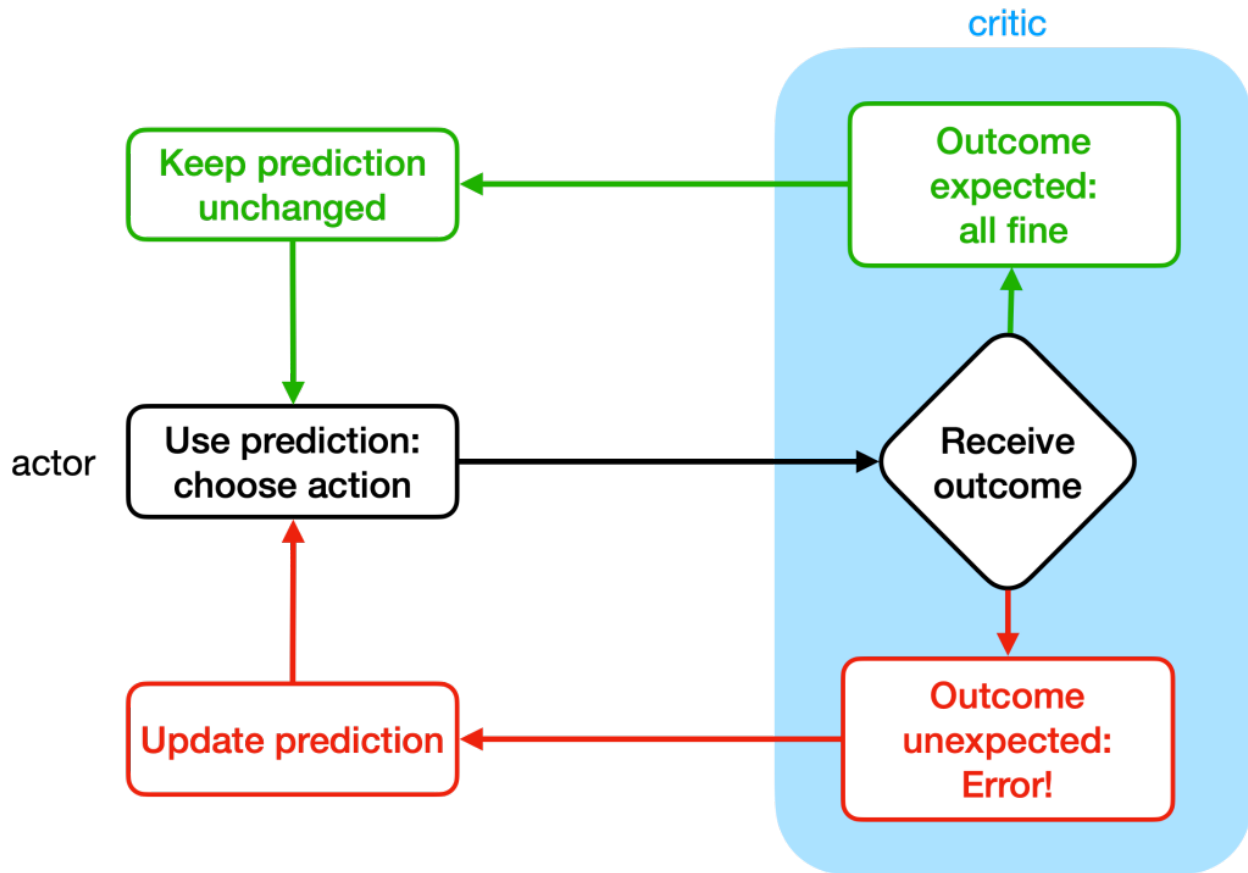 critic
Keep prediction
unchanged
Outcome
expected:
all fine
actor
Use prediction:
choose action
Receive
outcome
Update prediction
Outcome
unexpected:
Error!